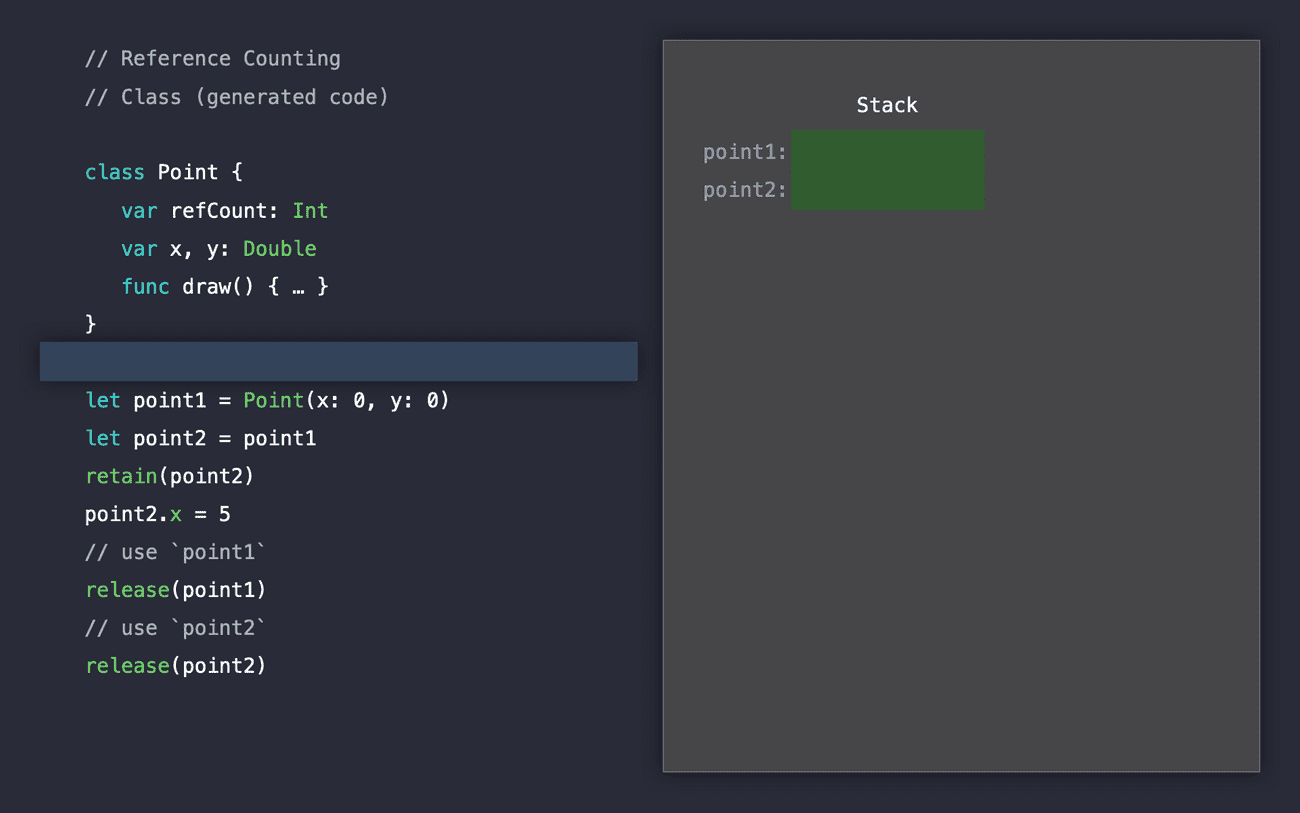 // Reference Counting
// Class (generated code)
class Point {
var refCount: Int
var x, y: Double
func draw() { … }
}
let point1 = Point(x: 0, y: 0)
let point2 = point1
retain(point2)
point2.x = 5
// use `point1`
release(point1)
// use `point2`
release(point2)
Stack
point1:
point2: